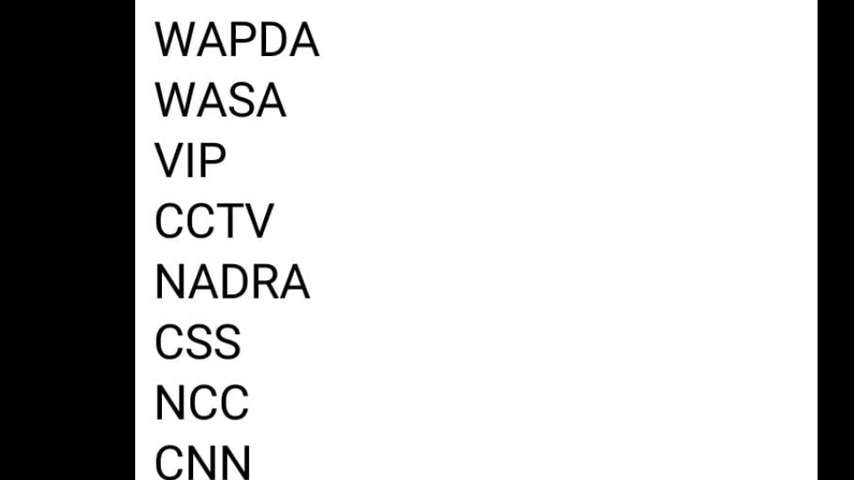 WAPDA
WASA
VIP
CCTV
NADRA
CSS
NCC
CNN